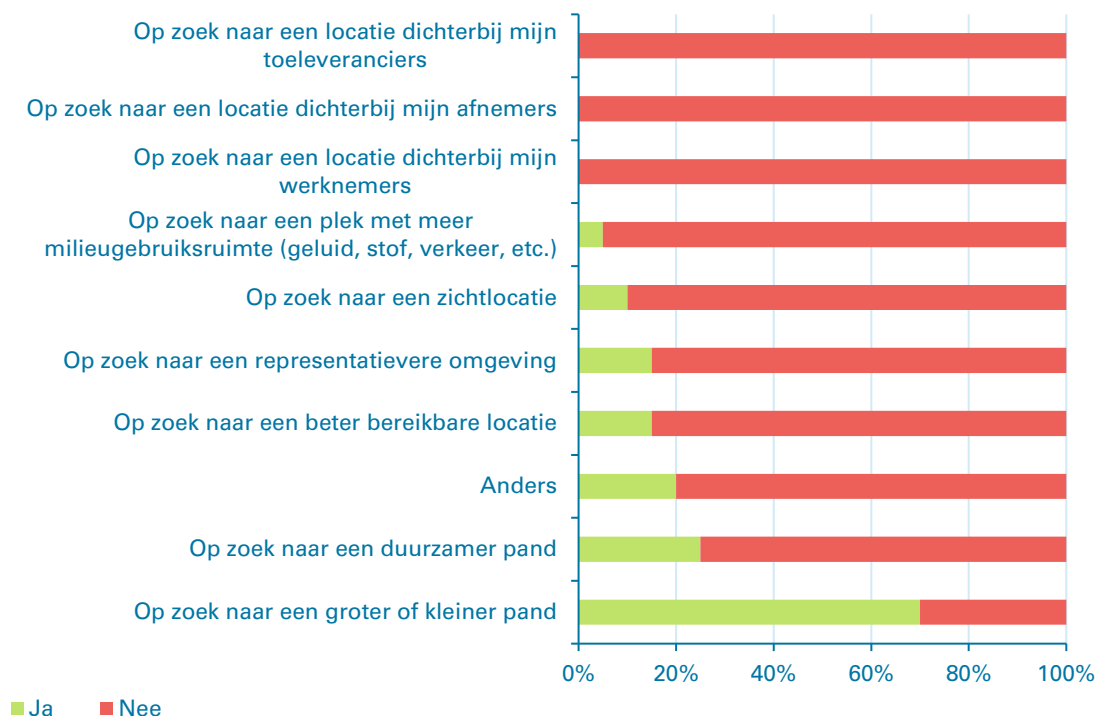 Op zoek naar een locatie dichterbij mijn
toeleveranciers
Op zoek naar een locatie dichterbij mijn afnemers
Op zoek naar een locatie dichterbij mijn
werknemers
Op zoek naar een plek met meer
milieugebruiksruimte (geluid, stof, verkeer, etc.)
Op zoek naar een zichtlocatie
Op zoek naar een representatievere omgeving
Op zoek naar een beter bereikbare locatie
Anders
Op zoek naar een duurzamer pand
Op zoek naar een groter of kleiner pand
0% 20% 40% 60% 80% 100%
Ja Nee